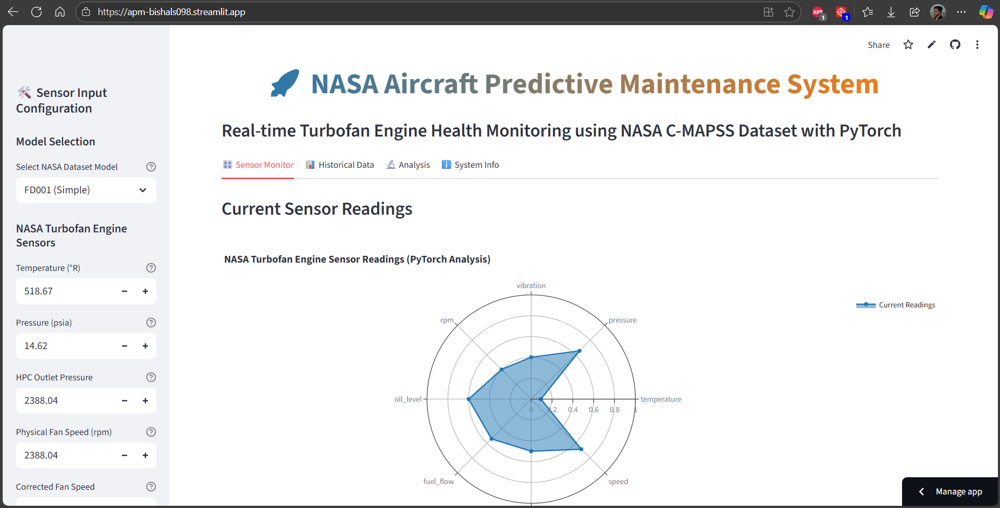 https://apm-bishals098.streamlit.app
ABP
1
1
Share
🛠️ Sensor Input
Configuration
Model Selection
Select NASA Dataset Model
FD001 (Simple)
NASA Turbofan Engine
Sensors
Temperature (°R)
518.67
Pressure (psia)
14.62
HPC Outlet Pressure
2388.04
Physical Fan Speed (rpm)
2388.04
Corrected Fan Speed
🚀 NASA Aircraft Predictive Maintenance System
Real-time Turbofan Engine Health Monitoring using NASA C-MAPSS Dataset with PyTorch
Sensor Monitor
Historical Data
Analysis
System Info
Current Sensor Readings
NASA Turbofan Engine Sensor Readings (PyTorch Analysis)
vibration
Current Readings
rpm
pressure
oil_level
temperature
0 0.2 0.4 0.6 0.8 1
fuel_flow
speed
Manage app